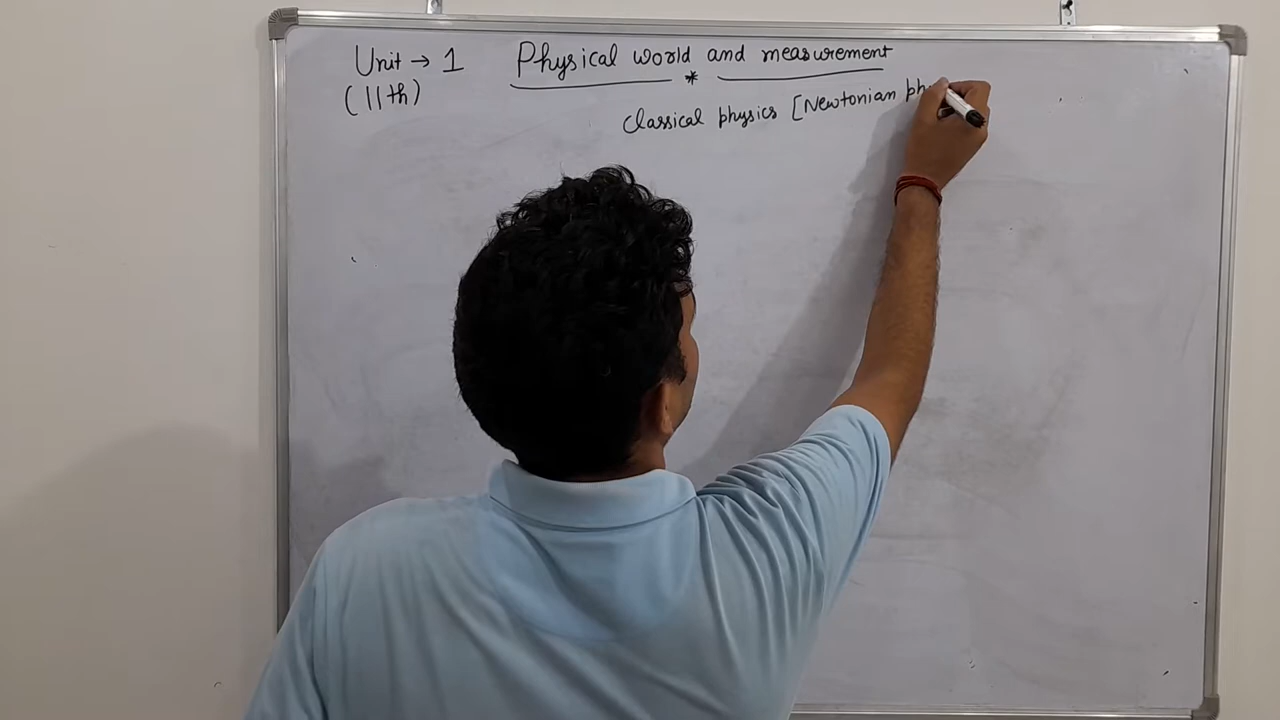 Unit → 1 Physical world and measurement
(11th) *
Classical physics [Newtonian